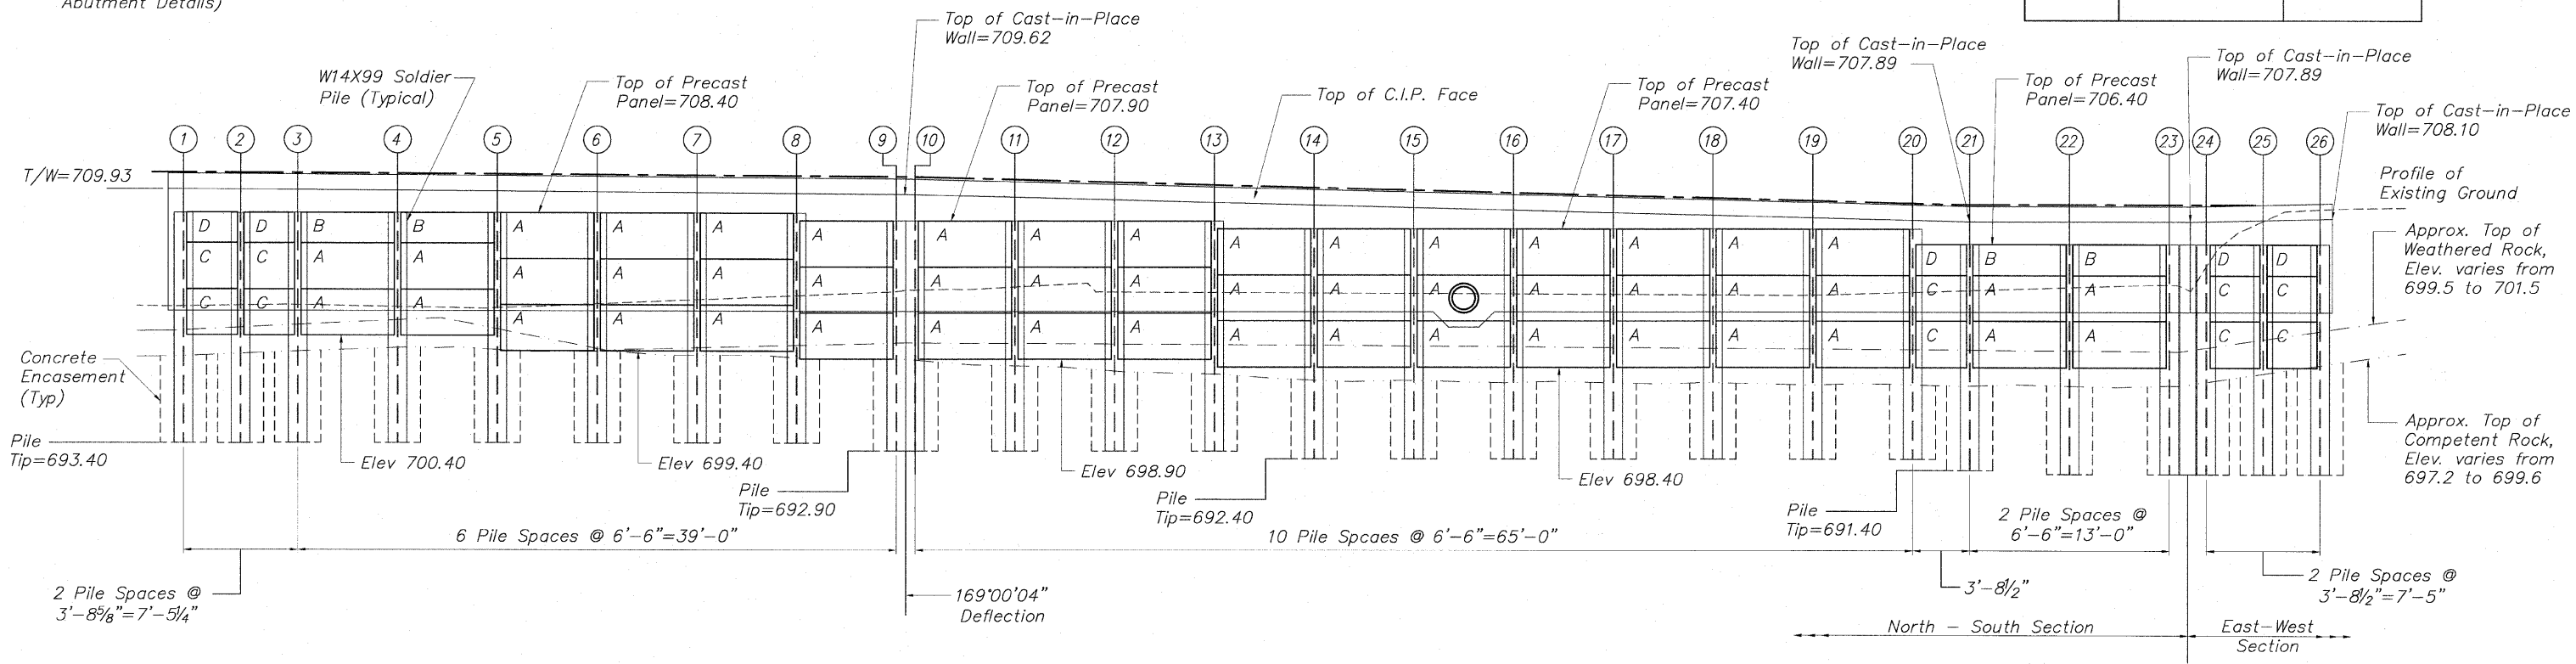 Abutment Details)
Top of Cast-in-Place
Wall=709.62
W14X99 Soldier
Pile (Typical)
Top of Precast
Panel=708.40
Top of Precast
Panel=707.90
Top of C.I.P. Face
Top of Precast
Panel=707.40
Top of Cast-in-Place
Wall=707.89
Top of Precast
Panel=706.40
Top of Cast-in-Place
Wall=707.89
Top of Cast-in-Place
Wall=708.10
1 2 3 4 5 6 7 8 9 10 11 12 13 14 15 16 17 18 19 20 21 22 23 24 25 26
T/W=709.93
Profile of
Existing Ground
D D B B A A A A A A A A A A A A A A D B B D D
C C A A A A A A A A A A A A A A A A C A A C C
C C A A A A A A A A A A A A A A A A C A A C C
Approx. Top of
Weathered Rock,
Elev. varies from
699.5 to 701.5
Concrete
Encasement
(Typ)
Pile
Tip=693.40
Elev 700.40
Elev 699.40
Elev 698.90
Elev 698.40
Approx. Top of
Competent Rock,
Elev. varies from
697.2 to 699.6
Pile
Tip=692.90
Pile
Tip=692.40
Pile
Tip=691.40
6 Pile Spaces @ 6'-6"=39'-0"
10 Pile Spcaes @ 6'-6"=65'-0"
2 Pile Spaces @
6'-6"=13'-0"
2 Pile Spaces @
3'-8⅝"=7'-5¼"
169°00'04"
Deflection
3'-8½"
2 Pile Spaces @
3'-8½"=7'-5"
North - South Section
East-West
Section